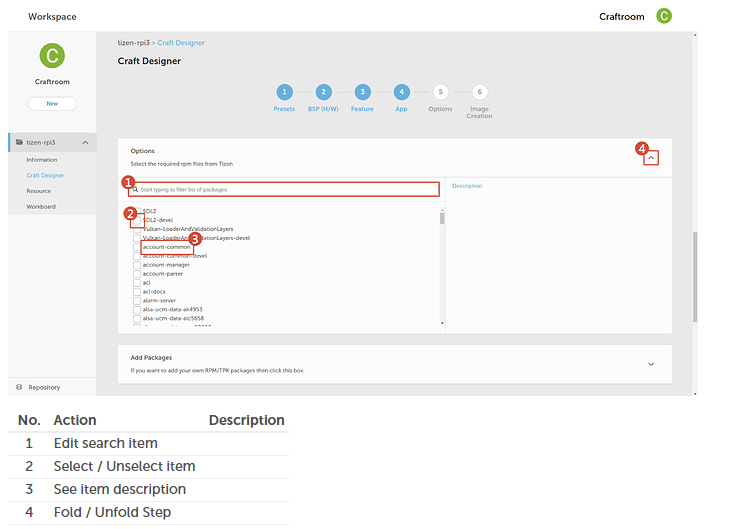 Workspace
Craftroom
C
C
Craftroom
New
tizen-rpi3
Information
Craft Designer
Resource
Workboard
Repository
tizen-rpi3 > Craft Designer
Craft Designer
1 2 3 4 5 6
Presets BSP (H/W) Feature App Options Image
Creation
Options
Select the required rpm files from Tizen
4
1
Start typing to filter list of packages
Description
SDL2
2
SDL2-devel
Vulkan-LoaderAndValidationLayers
Vulkan-LoaderAndValidationLayers-devel
3
account-common
account-common-devel
account-manager
account-parser
acl
acl-docs
alarm-server
alsa-ucm-data-ak4953
alsa-ucm-data-alc5658
Add Packages
If you want to add your own RPM/TPK packages then click this box.
No. Action Description
1 Edit search item
2 Select / Unselect item
3 See item description
4 Fold / Unfold Step